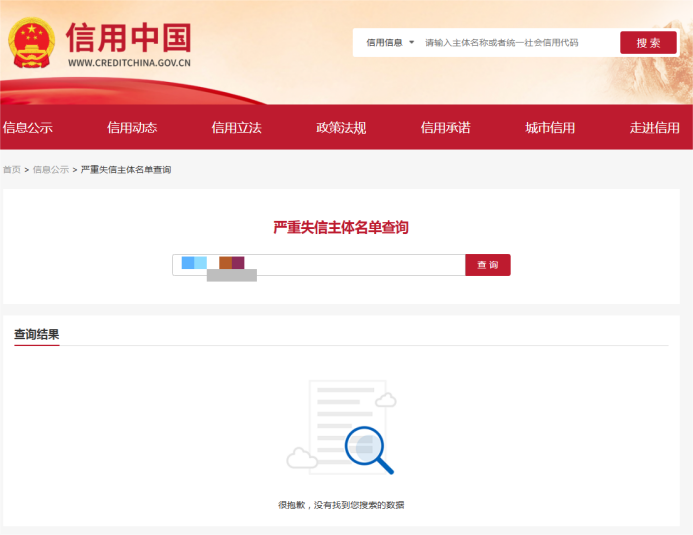 信用中国
WWW.CREDITCHINA.GOV.CN
信用信息 请输入主体名称或者统一社会信用代码 搜索
信息公示 信用动态 信用立法 政策法规 信用承诺 城市信用 走进信用
首页 > 信息公示 > 严重失信主体名单查询
严重失信主体名单查询
查询
查询结果
很抱歉，没有找到您搜索的数据